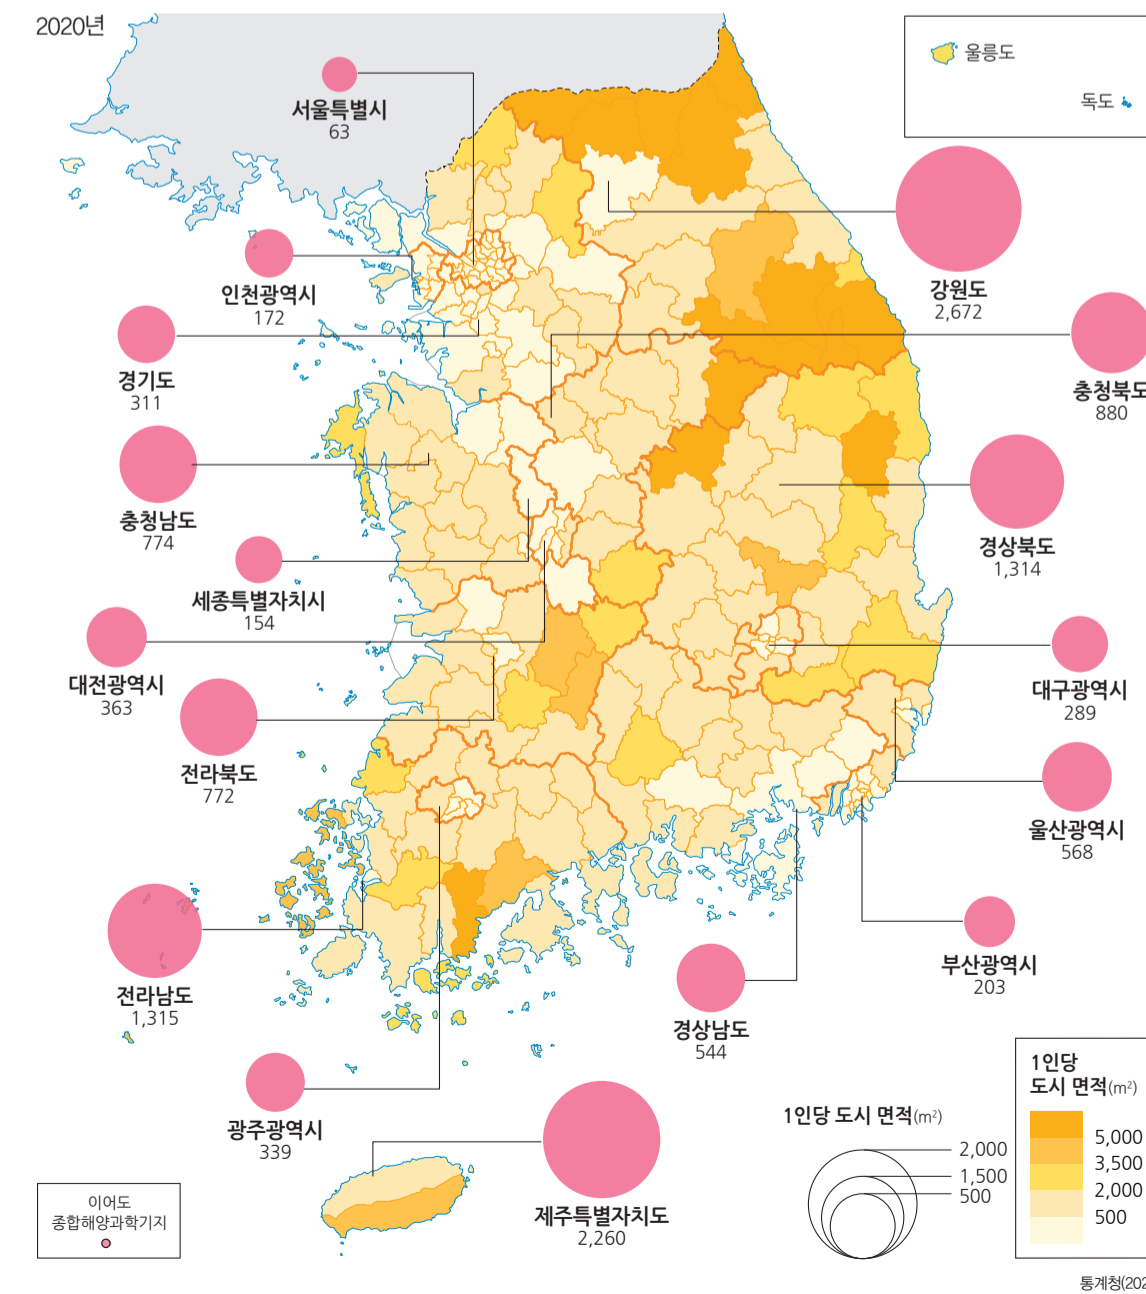 2020년
울릉도
독도
서울특별시
63
강원도
2,672
인천광역시
172
경기도
311
충청북도
880
충청남도
774
경상북도
1,314
세종특별자치시
154
대전광역시
363
대구광역시
289
전라북도
772
울산광역시
568
전라남도
1,315
부산광역시
203
경상남도
544
광주광역시
339
제주특별자치도
2,260
이어도
종합해양과학기지
1인당 도시 면적(m²)
2,000
1,500
500
1인당
도시 면적(m²)
5,000
3,500
2,000
500
통계청(202